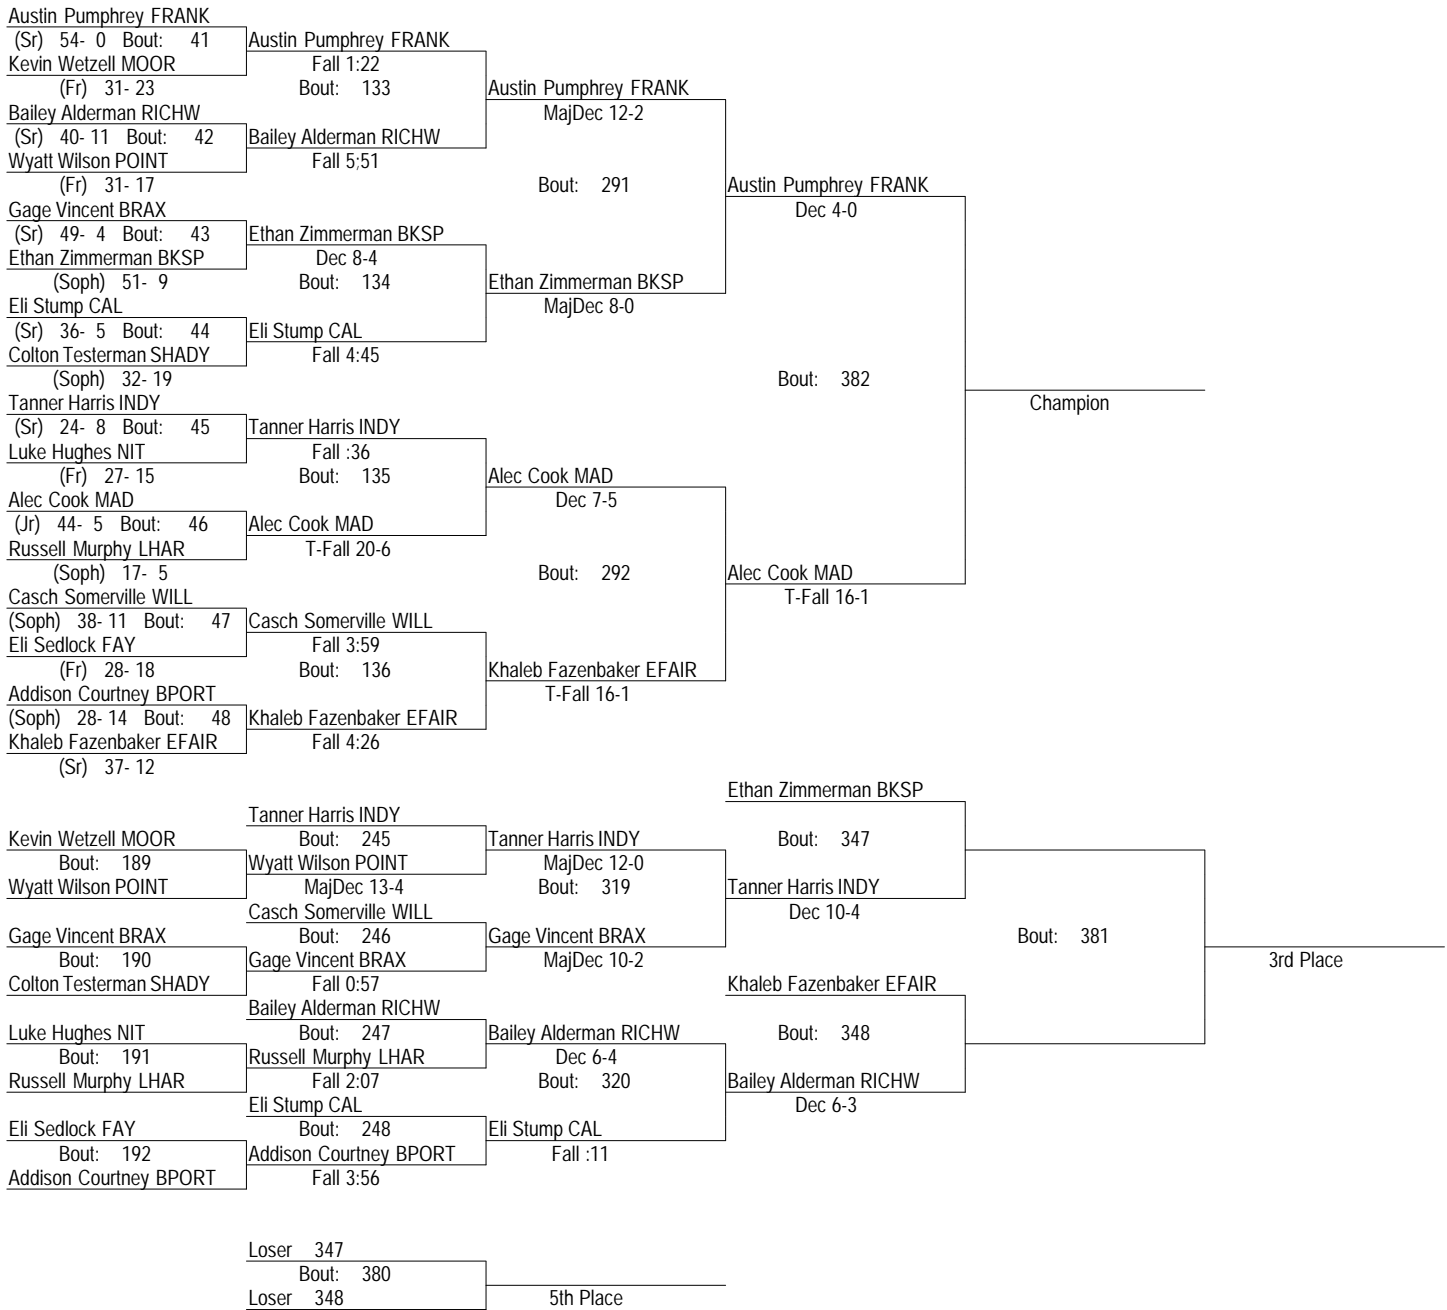 Austin Pumphrey FRANK
(Sr) 54- 0 Bout: 41 Austin Pumphrey FRANK
Kevin Wetzell MOOR Fall 1:22
(Fr) 31- 23 Bout: 133 Austin Pumphrey FRANK
Bailey Alderman RICHW MajDec 12-2
(Sr) 40- 11 Bout: 42 Bailey Alderman RICHW
Wyatt Wilson POINT Fall 5;51
(Fr) 31- 17 Bout: 291 Austin Pumphrey FRANK
Gage Vincent BRAX Dec 4-0
(Sr) 49- 4 Bout: 43 Ethan Zimmerman BKSP
Ethan Zimmerman BKSP Dec 8-4
(Soph) 51- 9 Bout: 134 Ethan Zimmerman BKSP
Eli Stump CAL MajDec 8-0
(Sr) 36- 5 Bout: 44 Eli Stump CAL
Colton Testerman SHADY Fall 4:45
(Soph) 32- 19 Bout: 382
Tanner Harris INDY Champion
(Sr) 24- 8 Bout: 45 Tanner Harris INDY
Luke Hughes NIT Fall :36
(Fr) 27- 15 Bout: 135 Alec Cook MAD
Alec Cook MAD Dec 7-5
(Jr) 44- 5 Bout: 46 Alec Cook MAD
Russell Murphy LHAR T-Fall 20-6
(Soph) 17- 5 Bout: 292 Alec Cook MAD
Casch Somerville WILL T-Fall 16-1
(Soph) 38- 11 Bout: 47 Casch Somerville WILL
Eli Sedlock FAY Fall 3:59
(Fr) 28- 18 Bout: 136 Khaleb Fazenbaker EFAIR
Addison Courtney BPORT T-Fall 16-1
(Soph) 28- 14 Bout: 48 Khaleb Fazenbaker EFAIR
Khaleb Fazenbaker EFAIR Fall 4:26
(Sr) 37- 12
Ethan Zimmerman BKSP
Tanner Harris INDY
Kevin Wetzell MOOR Bout: 245 Tanner Harris INDY Bout: 347
Bout: 189 Wyatt Wilson POINT MajDec 12-0
Wyatt Wilson POINT MajDec 13-4 Bout: 319 Tanner Harris INDY
Casch Somerville WILL Dec 10-4
Gage Vincent BRAX Bout: 246 Gage Vincent BRAX Bout: 381
Bout: 190 Gage Vincent BRAX MajDec 10-2 3rd Place
Colton Testerman SHADY Fall 0:57 Khaleb Fazenbaker EFAIR
Bailey Alderman RICHW
Luke Hughes NIT Bout: 247 Bailey Alderman RICHW Bout: 348
Bout: 191 Russell Murphy LHAR Dec 6-4
Russell Murphy LHAR Fall 2:07 Bout: 320 Bailey Alderman RICHW
Eli Stump CAL Dec 6-3
Eli Sedlock FAY Bout: 248 Eli Stump CAL
Bout: 192 Addison Courtney BPORT Fall :11
Addison Courtney BPORT Fall 3:56
Loser 347
Bout: 380
Loser 348 5th Place